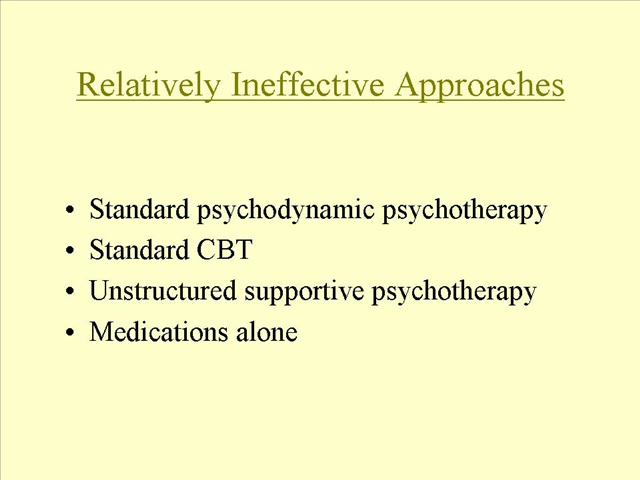 Relatively Ineffective Approaches
• Standard psychodynamic psychotherapy
• Standard CBT
• Unstructured supportive psychotherapy
• Medications alone